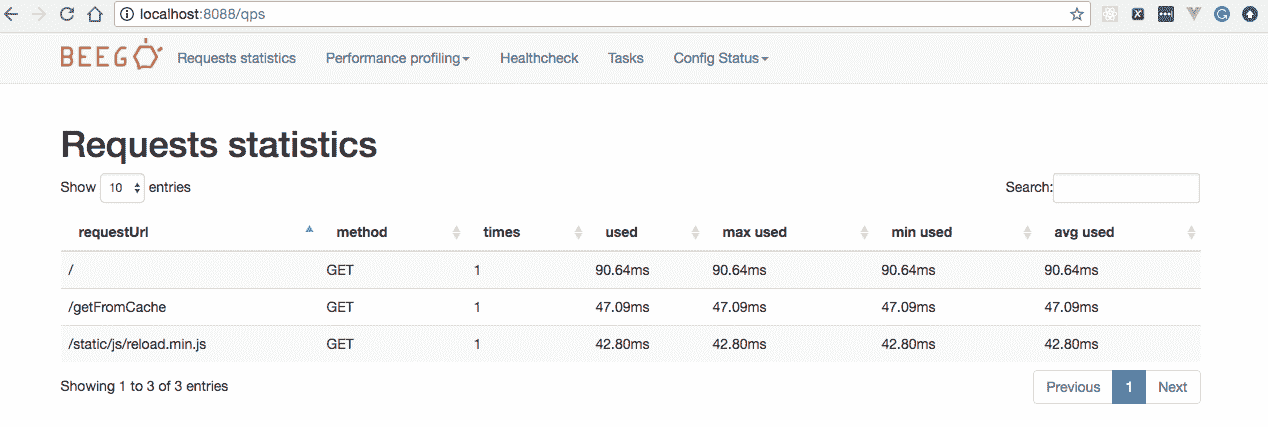 localhost:8088/qps
BEEGO Requests statistics Performance profiling Healthcheck Tasks Config Status
Requests statistics
Show 10 entries Search:
requestUrl method times used max used min used avg used
/ GET 1 90.64ms 90.64ms 90.64ms 90.64ms
/getFromCache GET 1 47.09ms 47.09ms 47.09ms 47.09ms
/static/js/reload.min.js GET 1 42.80ms 42.80ms 42.80ms 42.80ms
Showing 1 to 3 of 3 entries Previous 1 Next